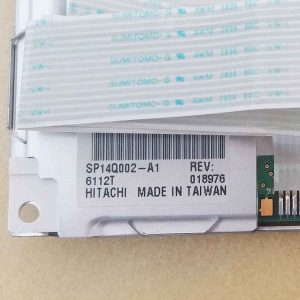 SUMITOMO-G AWM 2896 80C VW-1
SUMITOMO-G AWM 2896 80C VW-1
SUMITOMO-G AWM 2896 80C VW-1
SP14Q002-A1 REV:
6112T 018976
HITACHI MADE IN TAIWAN